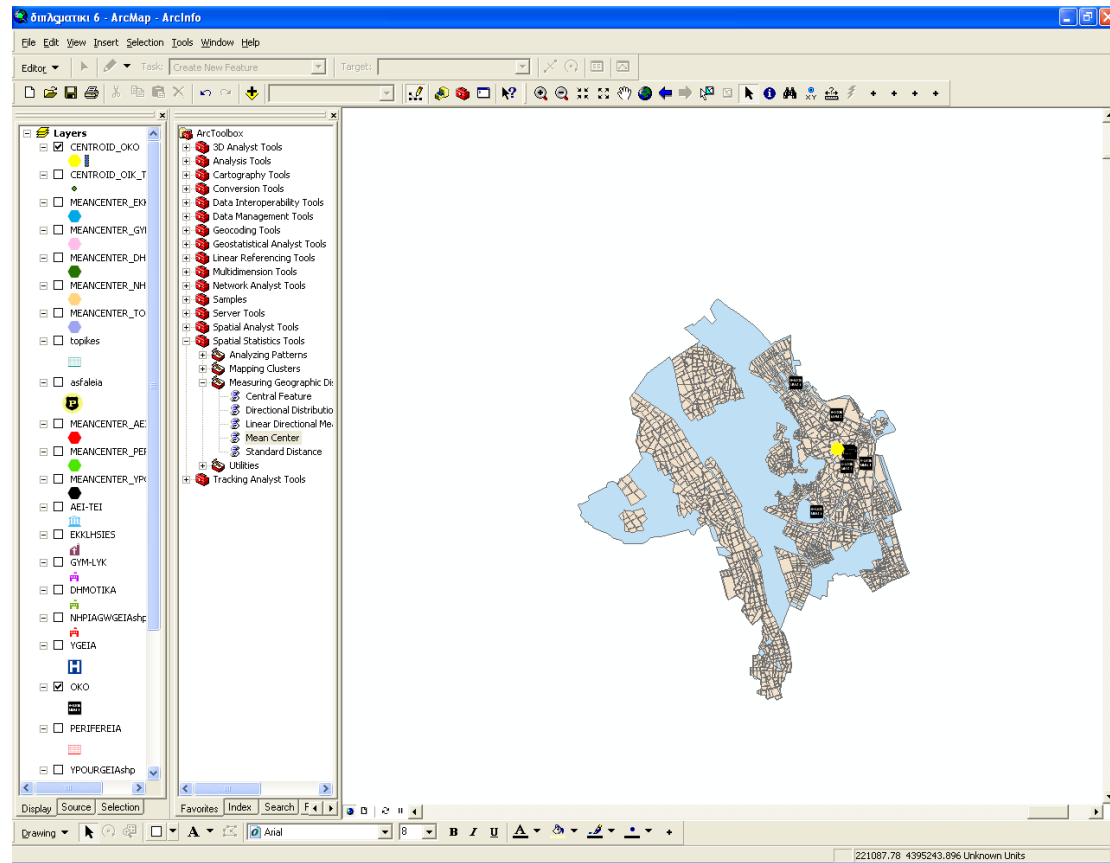 διπλςματικι 6 - ArcMap - ArcInfo
File Edit View Insert Selection Tools Window Help
Editor Task: Create New Feature Target:
Layers
CENTROID_OKO
CENTROID_OIK_T
MEANCENTER_EKK
MEANCENTER_GYI
MEANCENTER_DH
MEANCENTER_NH
MEANCENTER_TO
topikes
asfaleia
P
MEANCENTER_AE
MEANCENTER_PEF
MEANCENTER_YP
AEI-TEI
EKKLHSIES
GYM-LYK
DHMOTIKA
NHPIAGWGEIAshp
YGEIA
H
OKO
PERIFEREIA
YPOURGEIAshp
Display Source Selection
ArcToolbox
3D Analyst Tools
Analysis Tools
Cartography Tools
Conversion Tools
Data Interoperability Tools
Data Management Tools
Geocoding Tools
Geostatistical Analyst Tools
Linear Referencing Tools
Multidimension Tools
Network Analyst Tools
Samples
Server Tools
Spatial Analyst Tools
Spatial Statistics Tools
Analyzing Patterns
Mapping Clusters
Measuring Geographic Di
Central Feature
Directional Distributio
Linear Directional Me
Mean Center
Standard Distance
Utilities
Tracking Analyst Tools
Favorites Index Search F
Drawing A Arial 8 B I U A
221087.78 4395243.896 Unknown Units